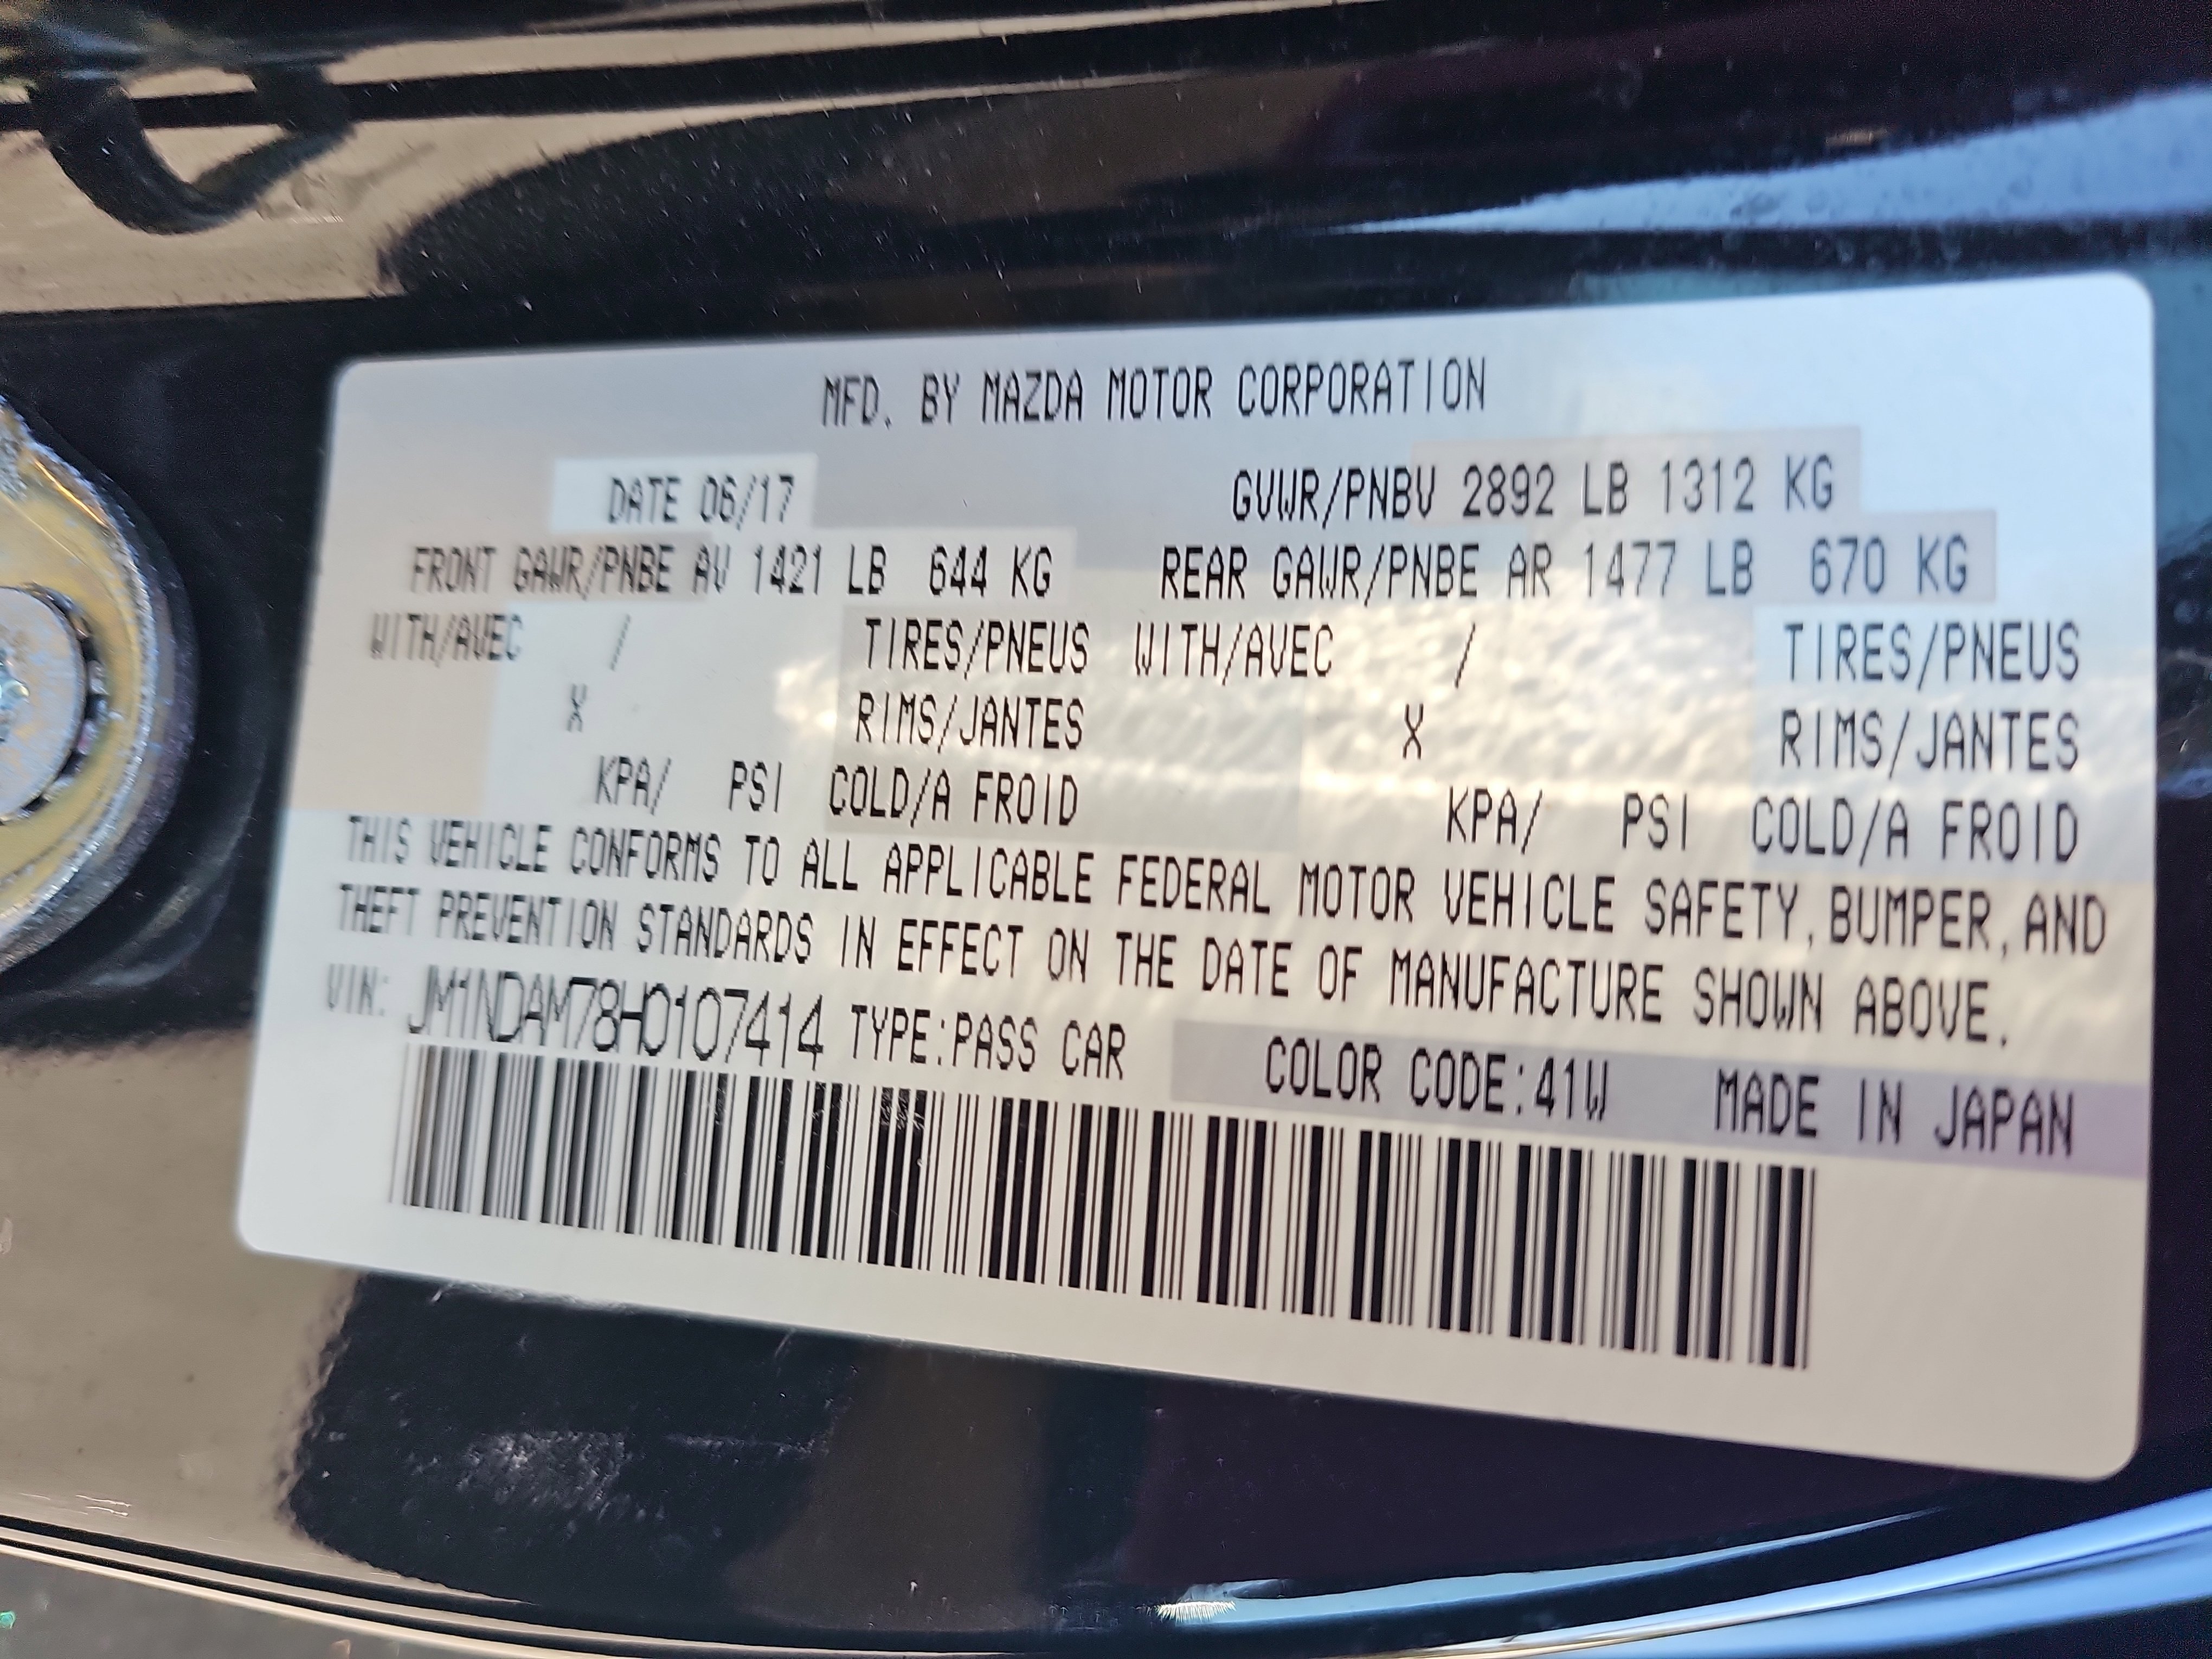 MFD. BY MAZDA MOTOR CORPORATION
DATE 06/17 GVWR/PNBV 2892 LB 1312 KG
FRONT GAWR/PNBE AV 1421 LB 644 KG REAR GAWR/PNBE AR 1477 LB 670 KG
WITH/AVEC / TIRES/PNEUS WITH/AVEC / TIRES/PNEUS
X RIMS/JANTES X RIMS/JANTES
KPA/ PSI COLD/A FROID KPA/ PSI COLD/A FROID
THIS VEHICLE CONFORMS TO ALL APPLICABLE FEDERAL MOTOR VEHICLE SAFETY, BUMPER, AND
THEFT PREVENTION STANDARDS IN EFFECT ON THE DATE OF MANUFACTURE SHOWN ABOVE.
VIN: JM1NDAM78H0107414 TYPE:PASS CAR COLOR CODE:41W MADE IN JAPAN